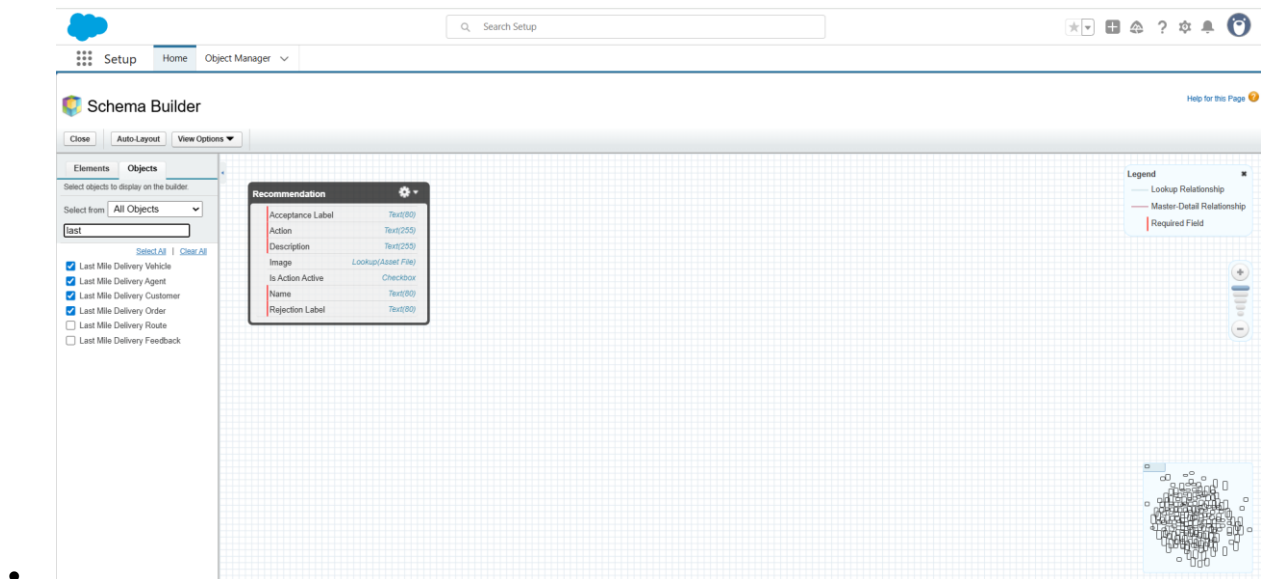 Search Setup
Setup Home Object Manager
Schema Builder
Help for this Page
Close Auto-Layout View Options
Elements Objects
Select objects to display on the builder.
Select from All Objects
last
Select All | Clear All
Last Mile Delivery Vehicle
Last Mile Delivery Agent
Last Mile Delivery Customer
Last Mile Delivery Order
Last Mile Delivery Route
Last Mile Delivery Feedback
Recommendation
Acceptance Label Text(80)
Action Text(255)
Description Text(255)
Image Lookup(Asset File)
Is Action Active Checkbox
Name Text(80)
Rejection Label Text(80)
Legend
Lookup Relationship
Master-Detail Relationship
Required Field